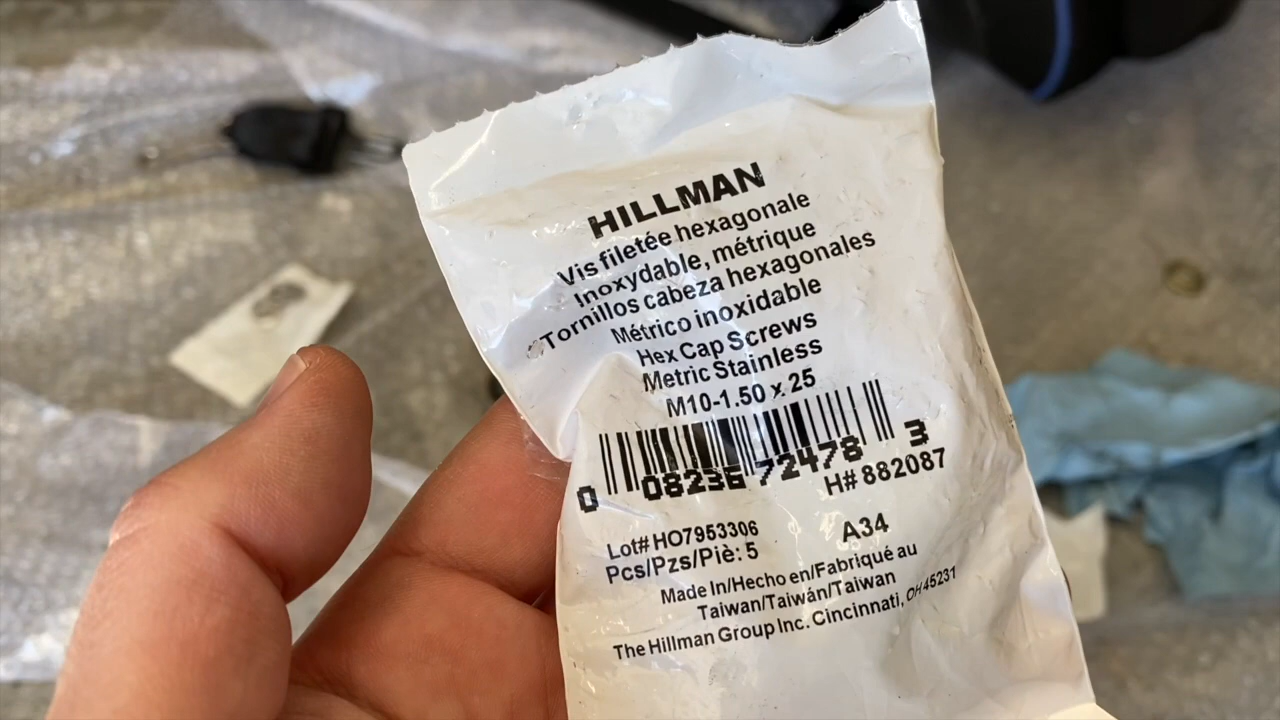 HILLMAN
Vis filetée hexagonale
Inoxydable, métrique
Tornillos cabeza hexagonales
Métrico inoxidable
Hex Cap Screws
Metric Stainless
M10-1.50 x 25
0 08236 72478 3
H# 882087
Lot# HO7953306
A34
Pcs/Pzs/Piè: 5
Made In/Hecho en/Fabriqué au
Taiwan/Taiwán/Taiwan
The Hillman Group Inc. Cincinnati, OH 45231